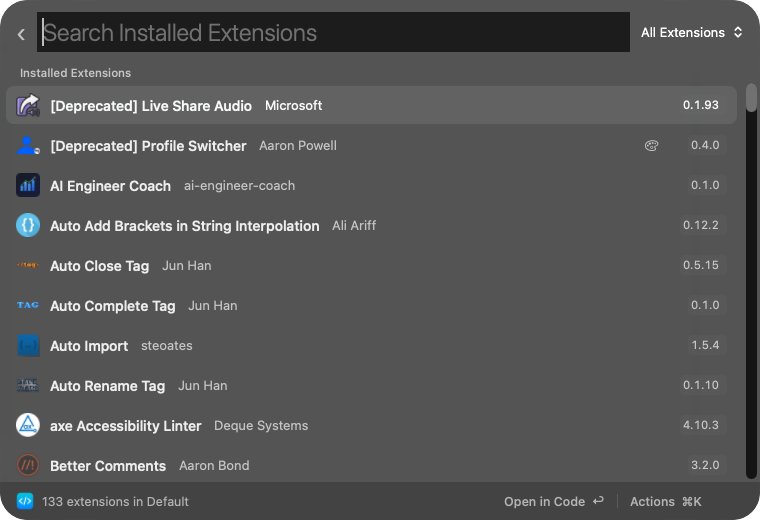 Search Installed Extensions
All Extensions
Installed Extensions
[Deprecated] Live Share Audio Microsoft 0.1.93
[Deprecated] Profile Switcher Aaron Powell 0.4.0
AI Engineer Coach ai-engineer-coach 0.1.0
Auto Add Brackets in String Interpolation Ali Ariff 0.12.2
Auto Close Tag Jun Han 0.5.15
TAG Auto Complete Tag Jun Han 0.1.0
Auto Import steoates 1.5.4
Auto Rename Tag Jun Han 0.1.10
axe Accessibility Linter Deque Systems 4.10.3
Better Comments Aaron Bond 3.2.0
133 extensions in Default Open in Code Actions ⌘K